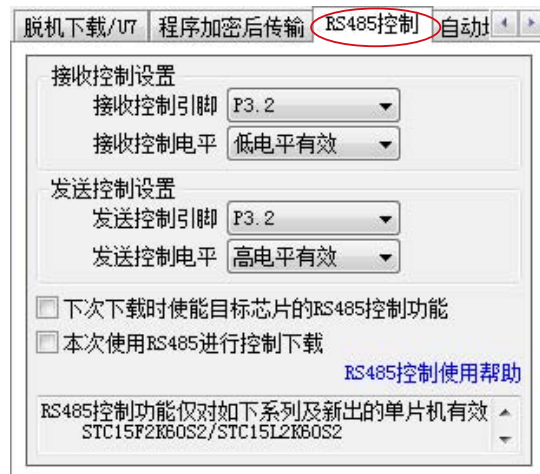 脱机下载/U7 程序加密后传输 RS485控制 自动
接收控制设置
接收控制引脚 P3.2
接收控制电平 低电平有效
发送控制设置
发送控制引脚 P3.2
发送控制电平 高电平有效
下次下载时使能目标芯片的RS485控制功能
本次使用RS485进行控制下载
RS485控制使用帮助
RS485控制功能仅对如下系列及新出的单片机有效
STC15F2K60S2/STC15L2K60S2